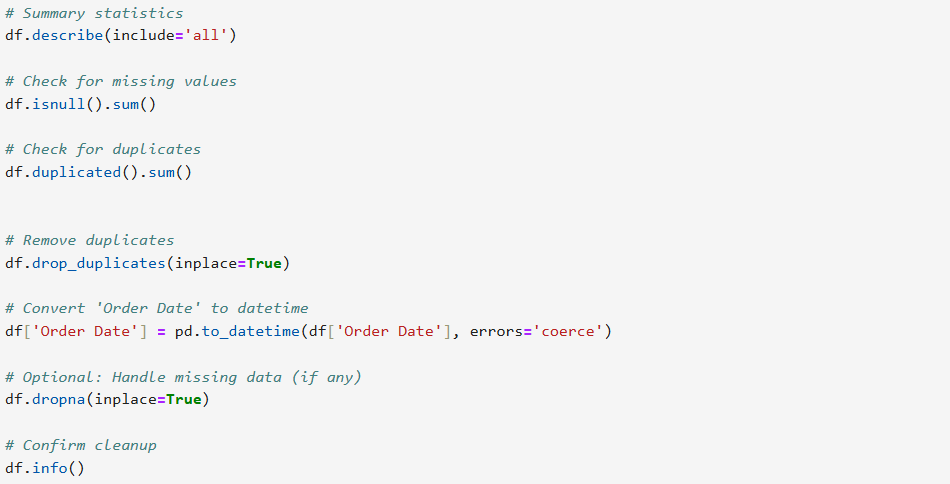 # Summary statistics
df.describe(include='all')
# Check for missing values
df.isnull().sum()
# Check for duplicates
df.duplicated().sum()
# Remove duplicates
df.drop_duplicates(inplace=True)
# Convert 'Order Date' to datetime
df['Order Date'] = pd.to_datetime(df['Order Date'], errors='coerce')
# Optional: Handle missing data (if any)
df.dropna(inplace=True)
# Confirm cleanup
df.info()